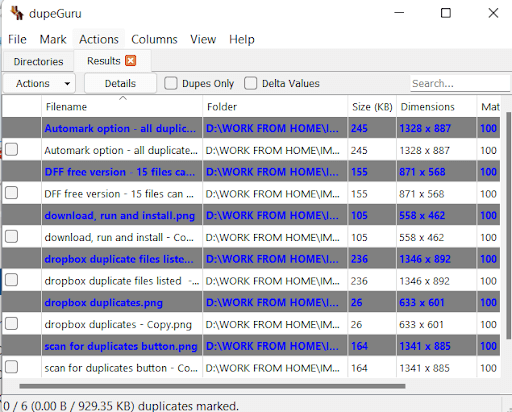 dupeGuru
File Mark Actions Columns View Help
Directories Results
Actions Details Dupes Only Delta Values Search...
Filename Folder Size (KB) Dimensions Mat
Automark option - all duplic... D:\WORK FROM HOME\I... 245 1328 x 887 100
Automark option - all duplicate... D:\WORK FROM HOME\IM... 245 1328 x 887 100
DFF free version - 15 files ca... D:\WORK FROM HOME\I... 155 871 x 568 100
DFF free version - 15 files can ... D:\WORK FROM HOME\IM... 155 871 x 568 100
download, run and install.png D:\WORK FROM HOME\I... 105 558 x 462 100
download, run and install - Co... D:\WORK FROM HOME\IM... 105 558 x 462 100
dropbox duplicate files liste... D:\WORK FROM HOME\I... 236 1346 x 892 100
dropbox duplicate files listed -... D:\WORK FROM HOME\IM... 236 1346 x 892 100
dropbox duplicates.png D:\WORK FROM HOME\I... 26 633 x 601 100
dropbox duplicates - Copy.png D:\WORK FROM HOME\IM... 26 633 x 601 100
scan for duplicates button.png D:\WORK FROM HOME\I... 164 1341 x 885 100
scan for duplicates button - Co... D:\WORK FROM HOME\IM... 164 1341 x 885 100
0 / 6 (0.00 B / 929.35 KB) duplicates marked.